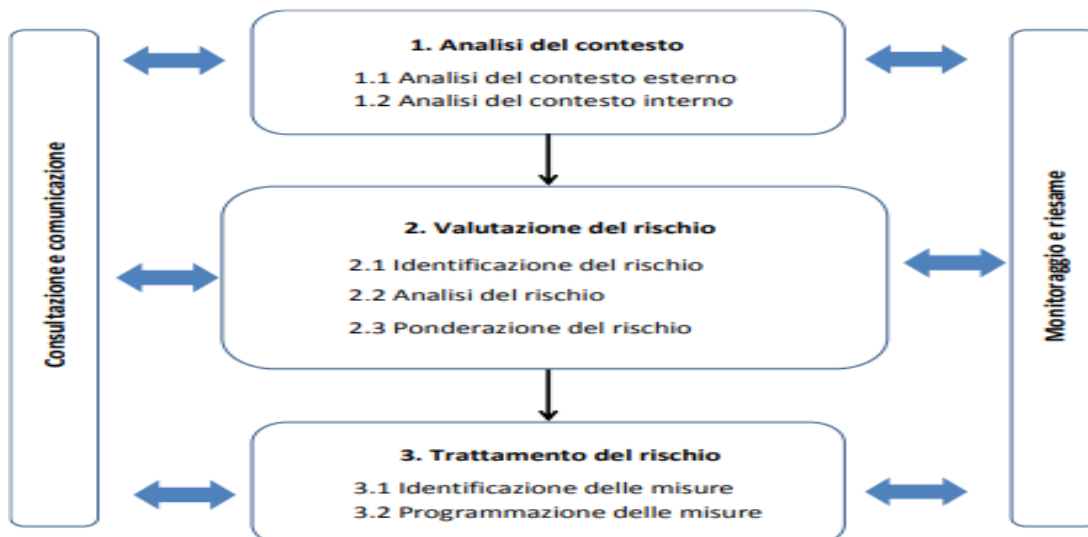 Consultazione e comunicazione
1. Analisi del contesto
1.1 Analisi del contesto esterno
1.2 Analisi del contesto interno
2. Valutazione del rischio
2.1 Identificazione del rischio
2.2 Analisi del rischio
2.3 Ponderazione del rischio
3. Trattamento del rischio
3.1 Identificazione delle misure
3.2 Programmazione delle misure
Monitoraggio e riesame